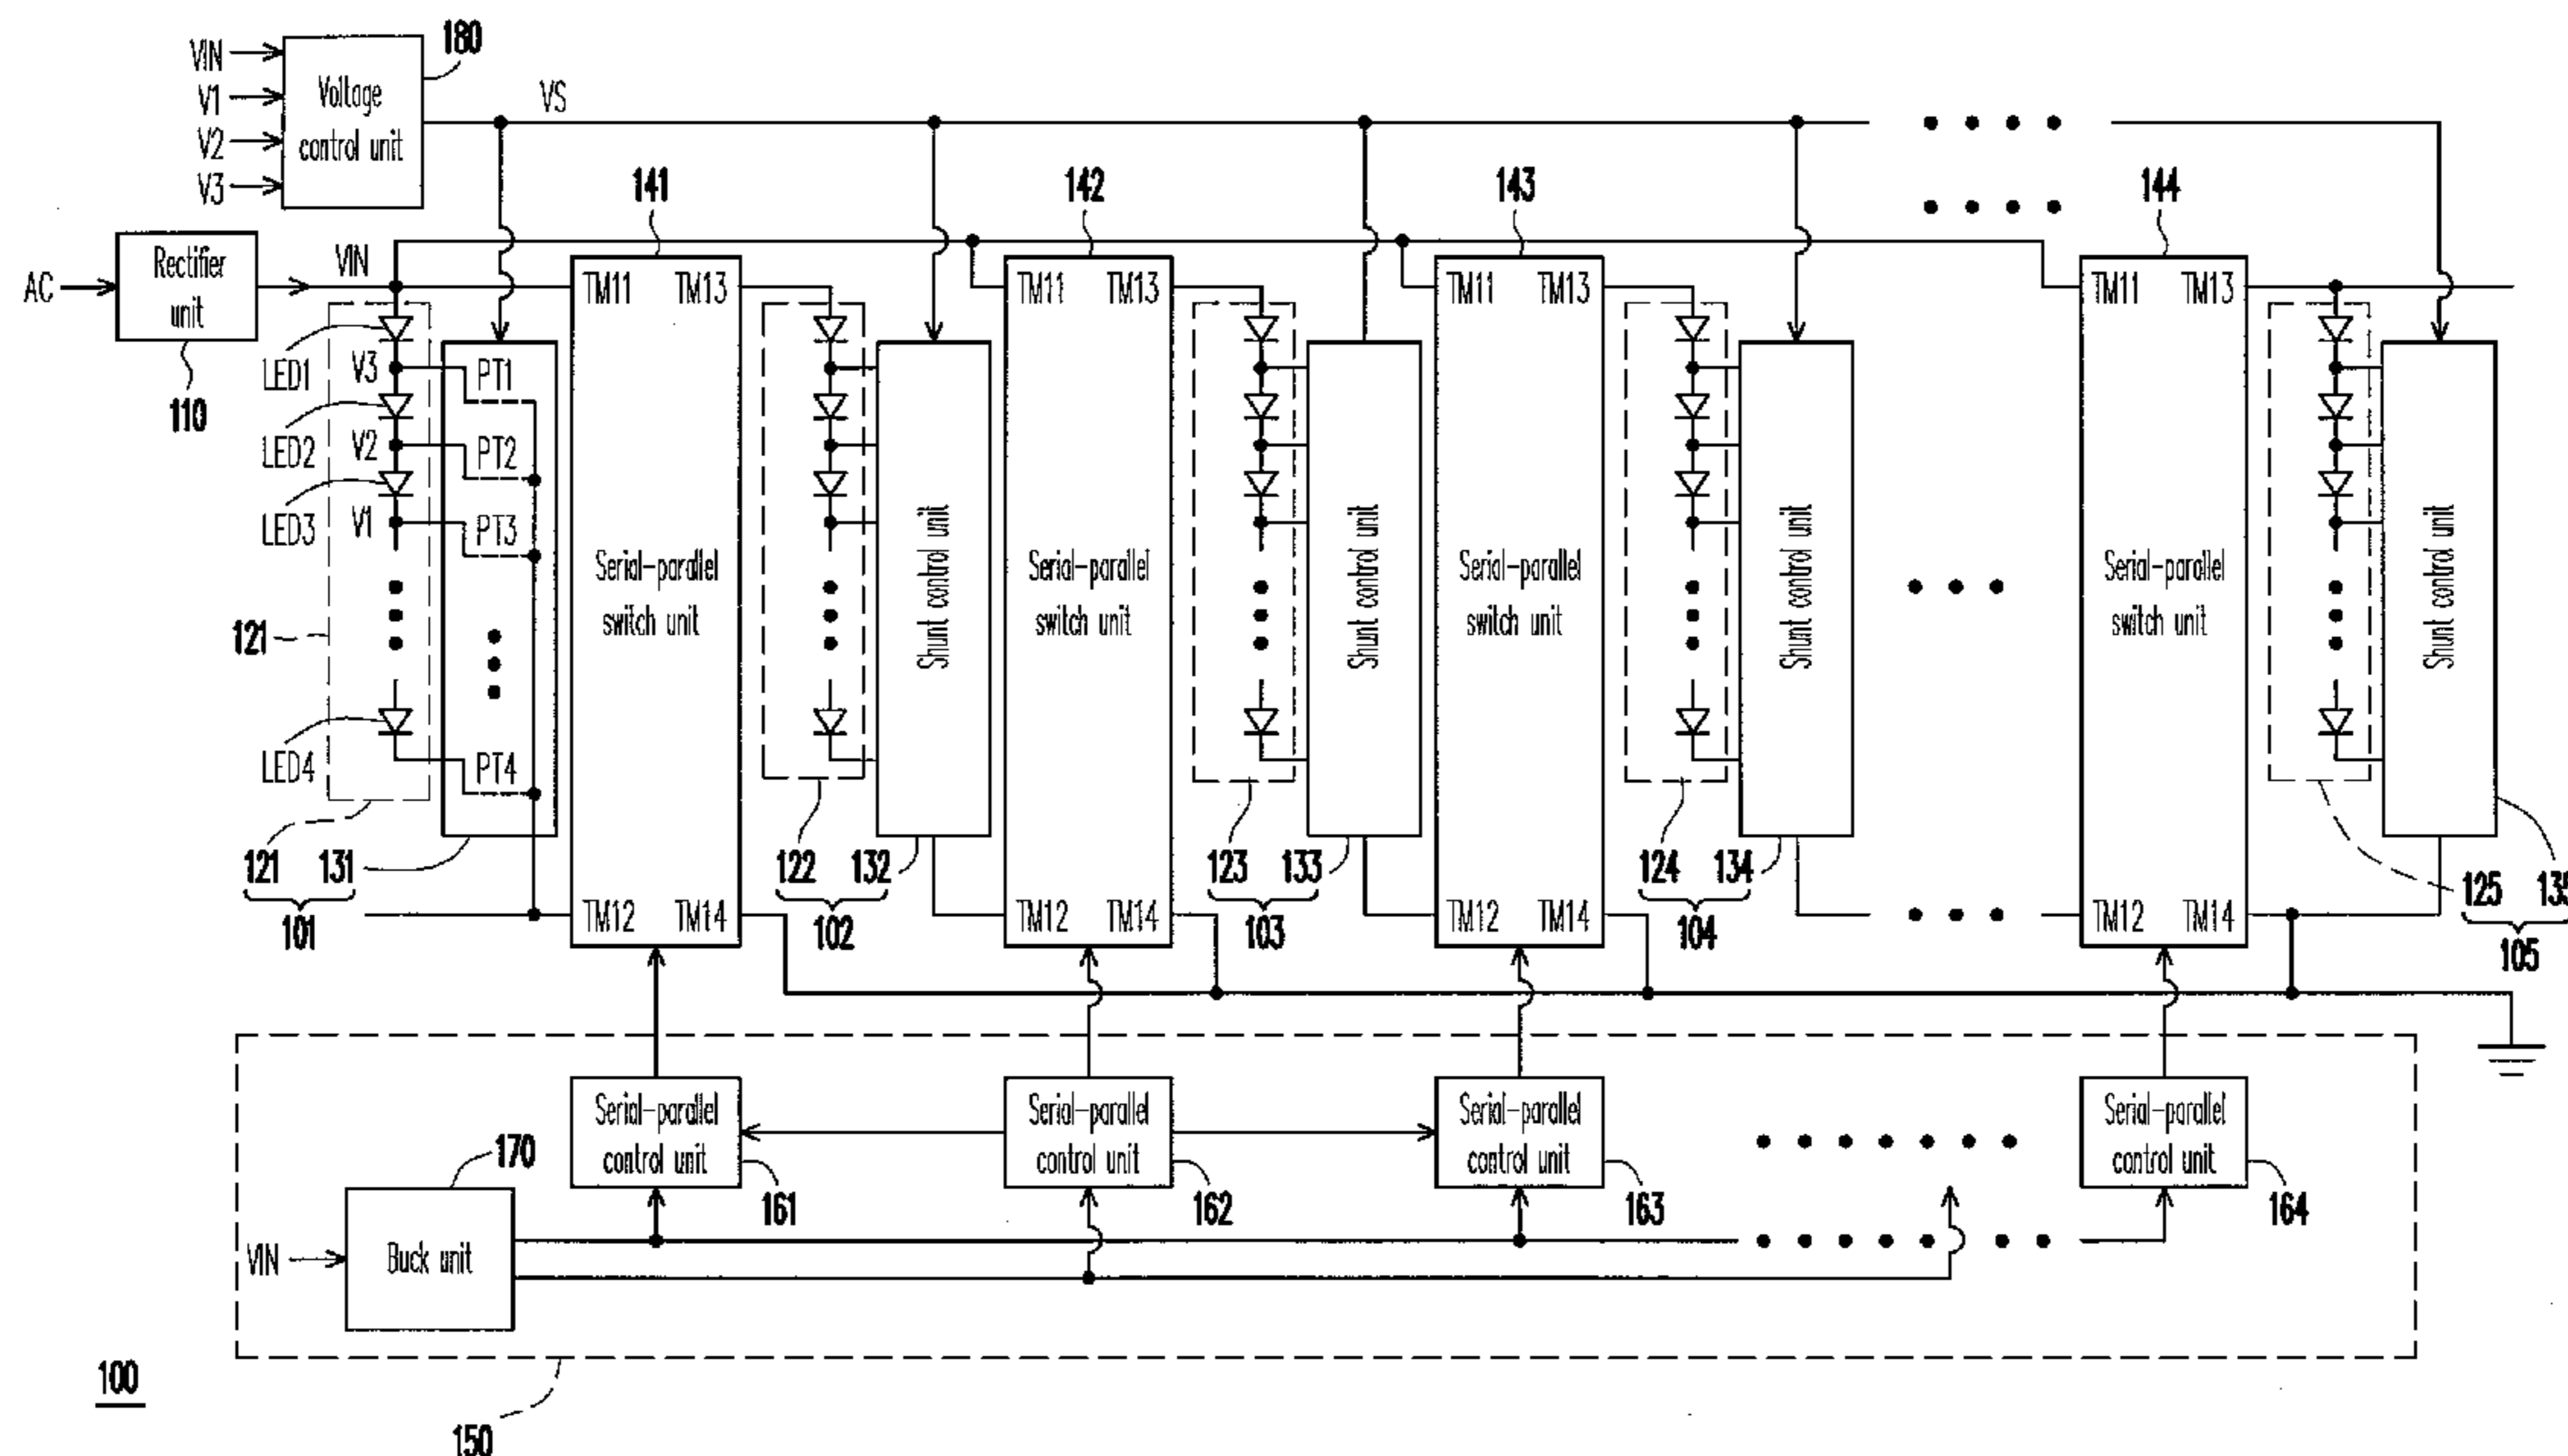 180
VIN
V1
V2
V3
Voltage
control unit
VS
141
142
143
144
AC
Rectifier
unit
110
VIN
TM11 TM13
TM11 TM13
TM11 TM13
TM11 TM13
LED1
LED2
LED3
LED4
V3
V2
V1
PT1
PT2
PT3
PT4
121
Serial-parallel
switch unit
Shunt control unit
Serial-parallel
switch unit
Shunt control unit
Serial-parallel
switch unit
Shunt control unit
Serial-parallel
switch unit
Shunt control unit
121 131
101
122 132
102
123 133
103
124 134
104
125 135
105
TM12 TM14
TM12 TM14
TM12 TM14
TM12 TM14
Serial-parallel
control unit
161
Serial-parallel
control unit
162
Serial-parallel
control unit
163
Serial-parallel
control unit
164
170
VIN
Buck unit
100
150